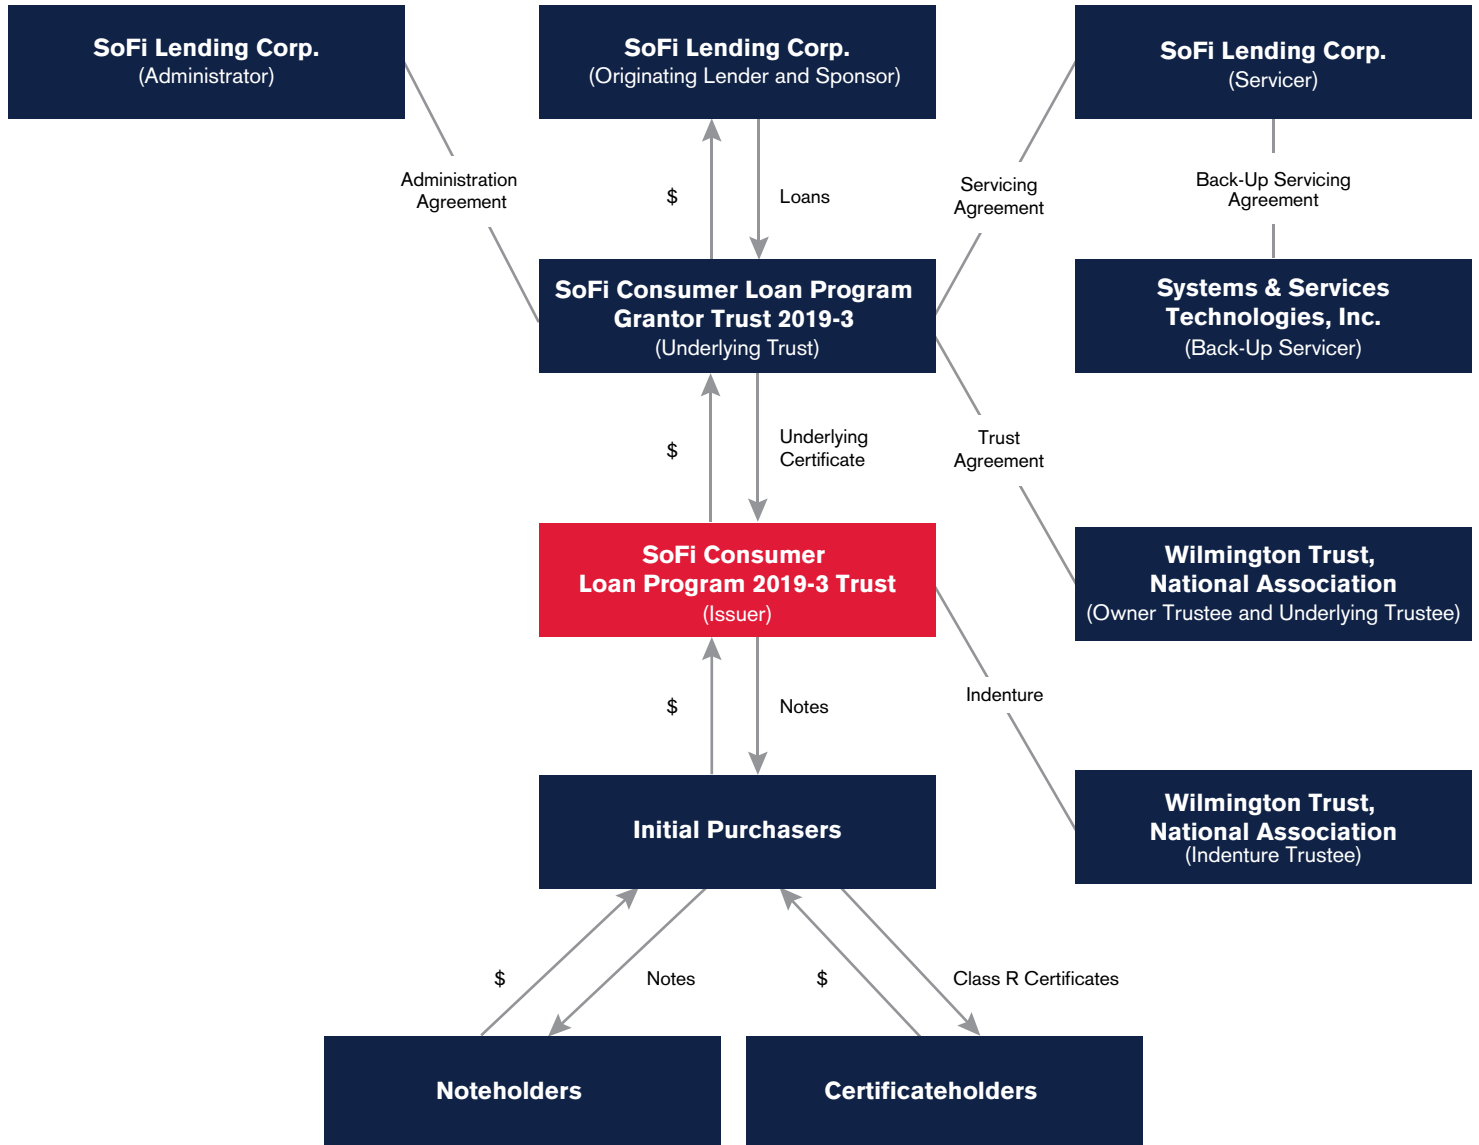 SoFi Lending Corp.
(Administrator)
SoFi Lending Corp.
(Originating Lender and Sponsor)
SoFi Lending Corp.
(Servicer)
Administration
Agreement
$
Loans
Servicing
Agreement
Back-Up Servicing
Agreement
SoFi Consumer Loan Program
Grantor Trust 2019-3
(Underlying Trust)
Systems & Services
Technologies, Inc.
(Back-Up Servicer)
$
Underlying
Certificate
Trust
Agreement
SoFi Consumer
Loan Program 2019-3 Trust
(Issuer)
Wilmington Trust,
National Association
(Owner Trustee and Underlying Trustee)
$
Notes
Indenture
Initial Purchasers
Wilmington Trust,
National Association
(Indenture Trustee)
$
Notes
$
Class R Certificates
Noteholders
Certificateholders